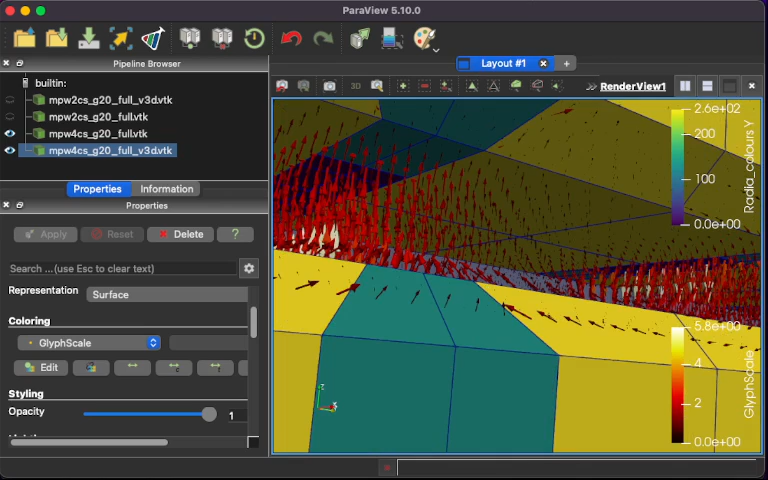 ParaView 5.10.0
Pipeline Browser
builtin:
mpw2cs_g20_full_v3d.vtk
mpw2cs_g20_full.vtk
mpw4cs_g20_full.vtk
mpw4cs_g20_full_v3d.vtk
Properties
Information
Properties
Apply
Reset
Delete
?
Search ...(use Esc to clear text)
Representation
Surface
Coloring
GlyphScale
Edit
Styling
Opacity
1
Layout #1
+
3D
RenderView1
2.6e+02
200
100
0.0e+00
Radia_colours Y
5.8e+00
4
2
0.0e+00
GlyphScale
Z